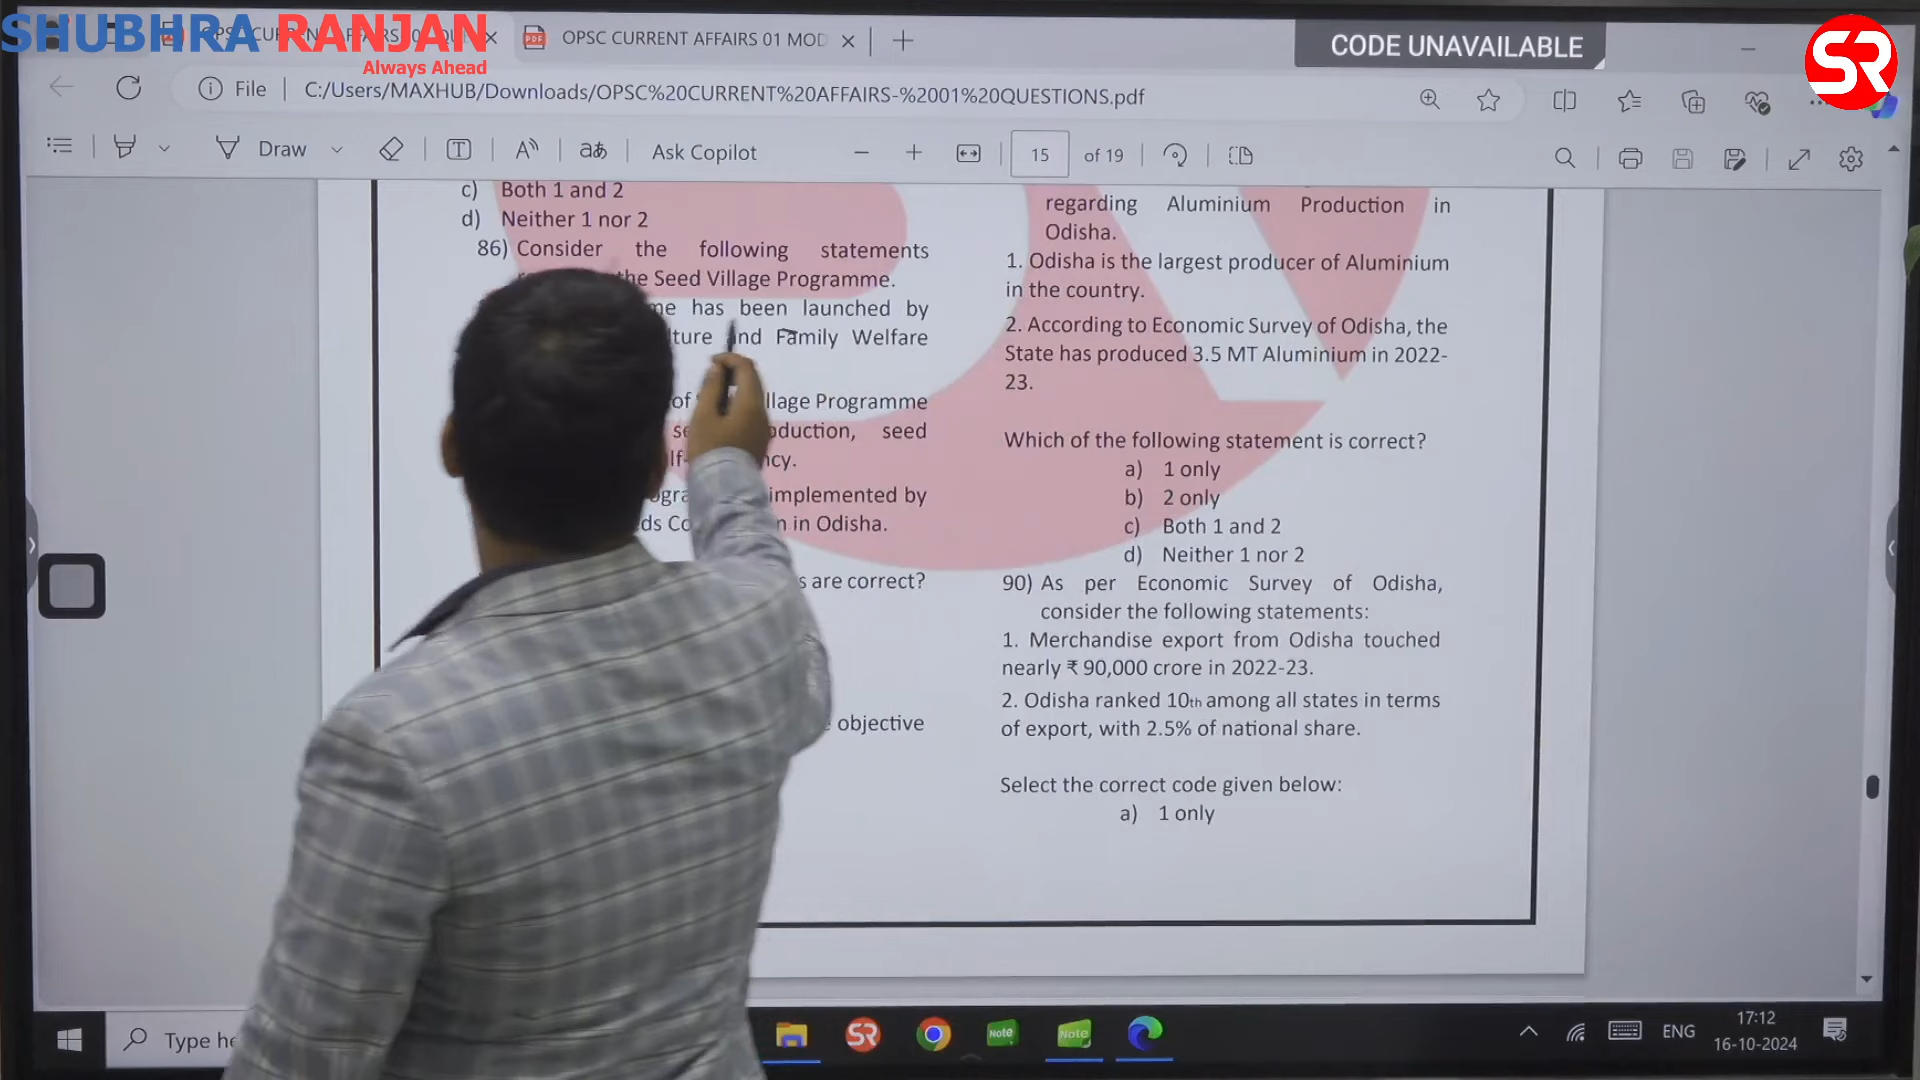 SHUBHRA RANJAN
Always Ahead
OPSC CURRENT AFFAIRS 01 MOD
CODE UNAVAILABLE
SR
File
C:/Users/MAXHUB/Downloads/OPSC%20CURRENT%20AFFAIRS-%2001%20QUESTIONS.pdf
Draw
Ask Copilot
15 of 19
c) Both 1 and 2
d) Neither 1 nor 2
86) Consider the following statements
the Seed Village Programme.
has been launched by
and Family Welfare
of Village Programme
seed
implemented by
in Odisha.
are correct?
objective
regarding Aluminium Production in
Odisha.
1. Odisha is the largest producer of Aluminium
in the country.
2. According to Economic Survey of Odisha, the
State has produced 3.5 MT Aluminium in 2022-
23.
Which of the following statement is correct?
a) 1 only
b) 2 only
c) Both 1 and 2
d) Neither 1 nor 2
90) As per Economic Survey of Odisha,
consider the following statements:
1. Merchandise export from Odisha touched
nearly ₹ 90,000 crore in 2022-23.
2. Odisha ranked 10th among all states in terms
of export, with 2.5% of national share.
Select the correct code given below:
a) 1 only
Type
SR
Note
Note
ENG
17:12
16-10-2024